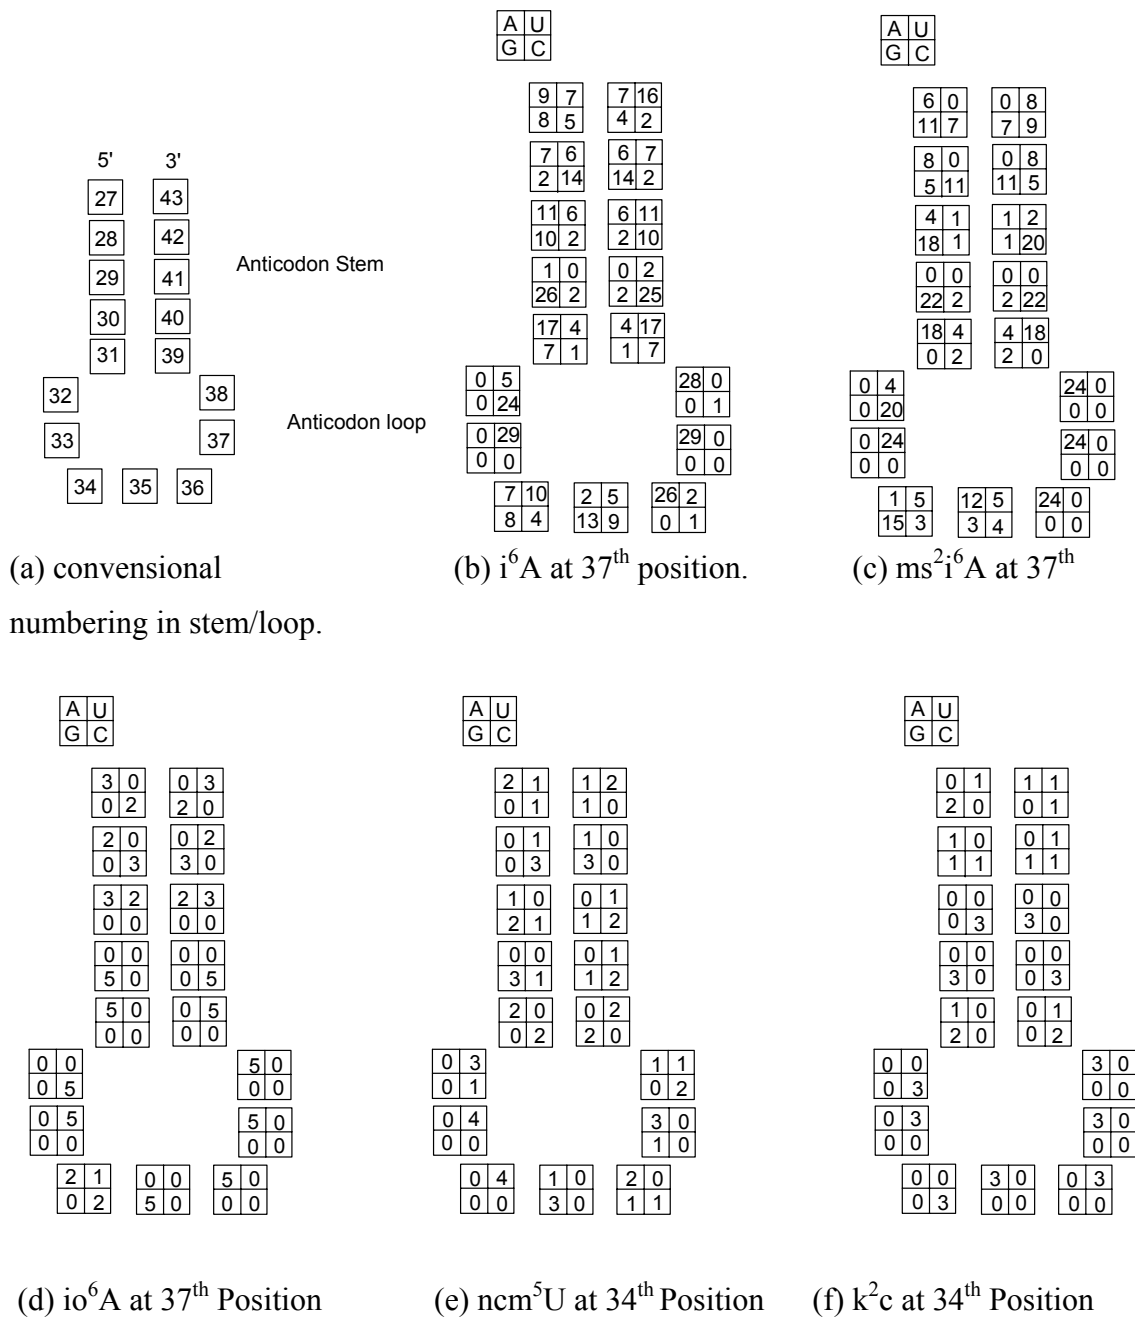 A U A U
G C G C
9 7 7 16 6 0 0 8
8 5 4 2 11 7 7 9
5' 3' 7 6 6 7 8 0 0 8
2 14 14 2 5 11 11 5
27 43
28 42 11 6 6 11 4 1 1 2
10 2 2 10 18 1 1 20
29 41 Anticodon Stem
1 0 0 2 0 0 0 0
26 2 2 25 22 2 2 22
30 40
31 39 17 4 4 17 18 4 4 18
7 1 1 7 0 2 2 0
32 38 0 5 28 0 0 4 24 0
0 24 0 1 0 20 0 0
33 37 Anticodon loop
0 29 29 0 0 24 24 0
0 0 0 0 0 0 0 0
34 35 36 7 10 2 5 26 2 1 5 12 5 24 0
8 4 13 9 0 1 15 3 3 4 0 0
(a) convensional (b) i⁶A at 37ᵗʰ position. (c) ms²i⁶A at 37ᵗʰ
numbering in stem/loop.
A U A U A U
G C G C G C
3 0 0 3 2 1 1 2 0 1 1 1
0 2 2 0 0 1 1 0 2 0 0 1
2 0 0 2 0 1 1 0 1 0 0 1
0 3 3 0 0 3 3 0 1 1 1 1
3 2 2 3 1 0 0 1 0 0 0 0
0 0 0 0 2 1 1 2 0 3 3 0
0 0 0 0 0 0 0 1 0 0 0 0
5 0 0 5 3 1 1 2 3 0 0 3
5 0 0 5 2 0 0 2 1 0 0 1
0 0 0 0 0 2 2 0 2 0 0 2
0 0 5 0 0 3 1 1 0 0 3 0
0 5 0 0 0 1 0 2 0 3 0 0
0 5 5 0 0 4 3 0 0 3 3 0
0 0 0 0 0 0 1 0 0 0 0 0
2 1 0 0 5 0 0 4 1 0 2 0 0 0 3 0 0 3
0 2 5 0 0 0 0 0 3 0 1 1 0 3 0 0 0 0
(d) io⁶A at 37ᵗʰ Position (e) ncm⁵U at 34ᵗʰ Position (f) k²c at 34ᵗʰ Position